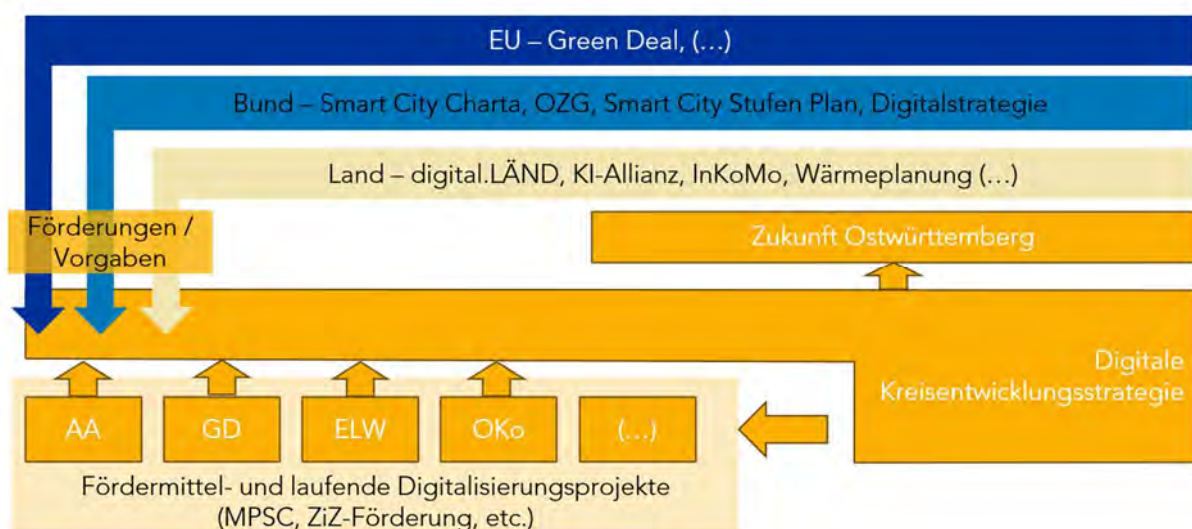 EU – Green Deal, (…)
Bund – Smart City Charta, OZG, Smart City Stufen Plan, Digitalstrategie
Land – digital.LÄND, KI-Allianz, InKoMo, Wärmeplanung (…)
Förderungen /
Vorgaben
Zukunft Ostwürttemberg
Digitale
Kreisentwicklungsstrategie
AA
GD
ELW
OKo
(…)
Fördermittel- und laufende Digitalisierungsprojekte
(MPSC, ZiZ-Förderung, etc.)